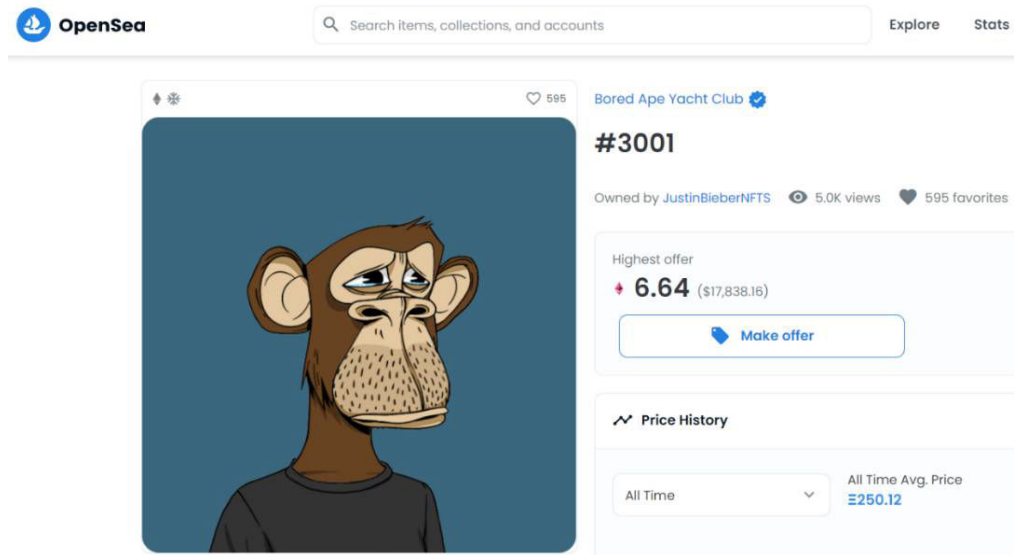 OpenSea
Search items, collections, and accounts
Explore
Stats
595
Bored Ape Yacht Club
#3001
Owned by JustinBieberNFTS
5.0K views
595 favorites
Highest offer
6.64 ($17,838.16)
Make offer
Price History
All Time
All Time Avg. Price
Ξ250.12